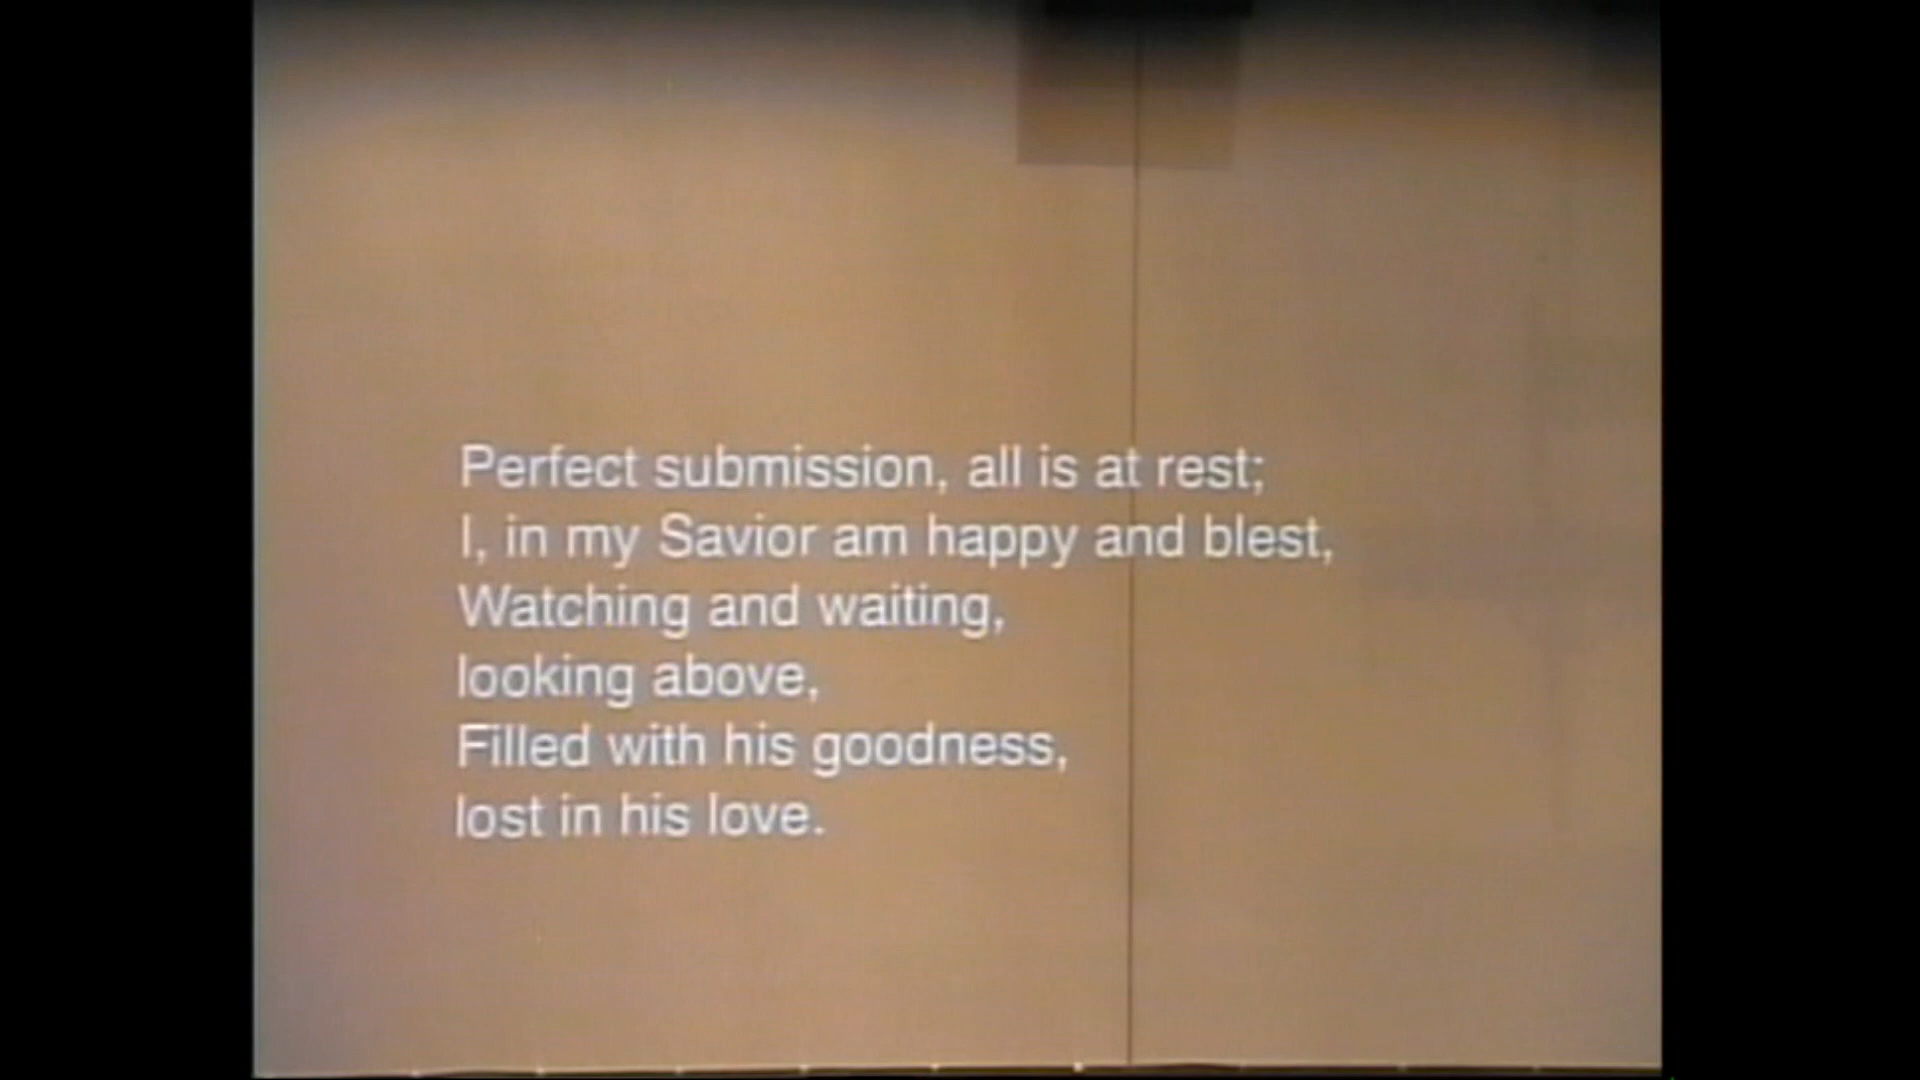 Perfect submission, all is at rest;
I, in my Savior am happy and blest,
Watching and waiting,
looking above,
Filled with his goodness,
lost in his love.